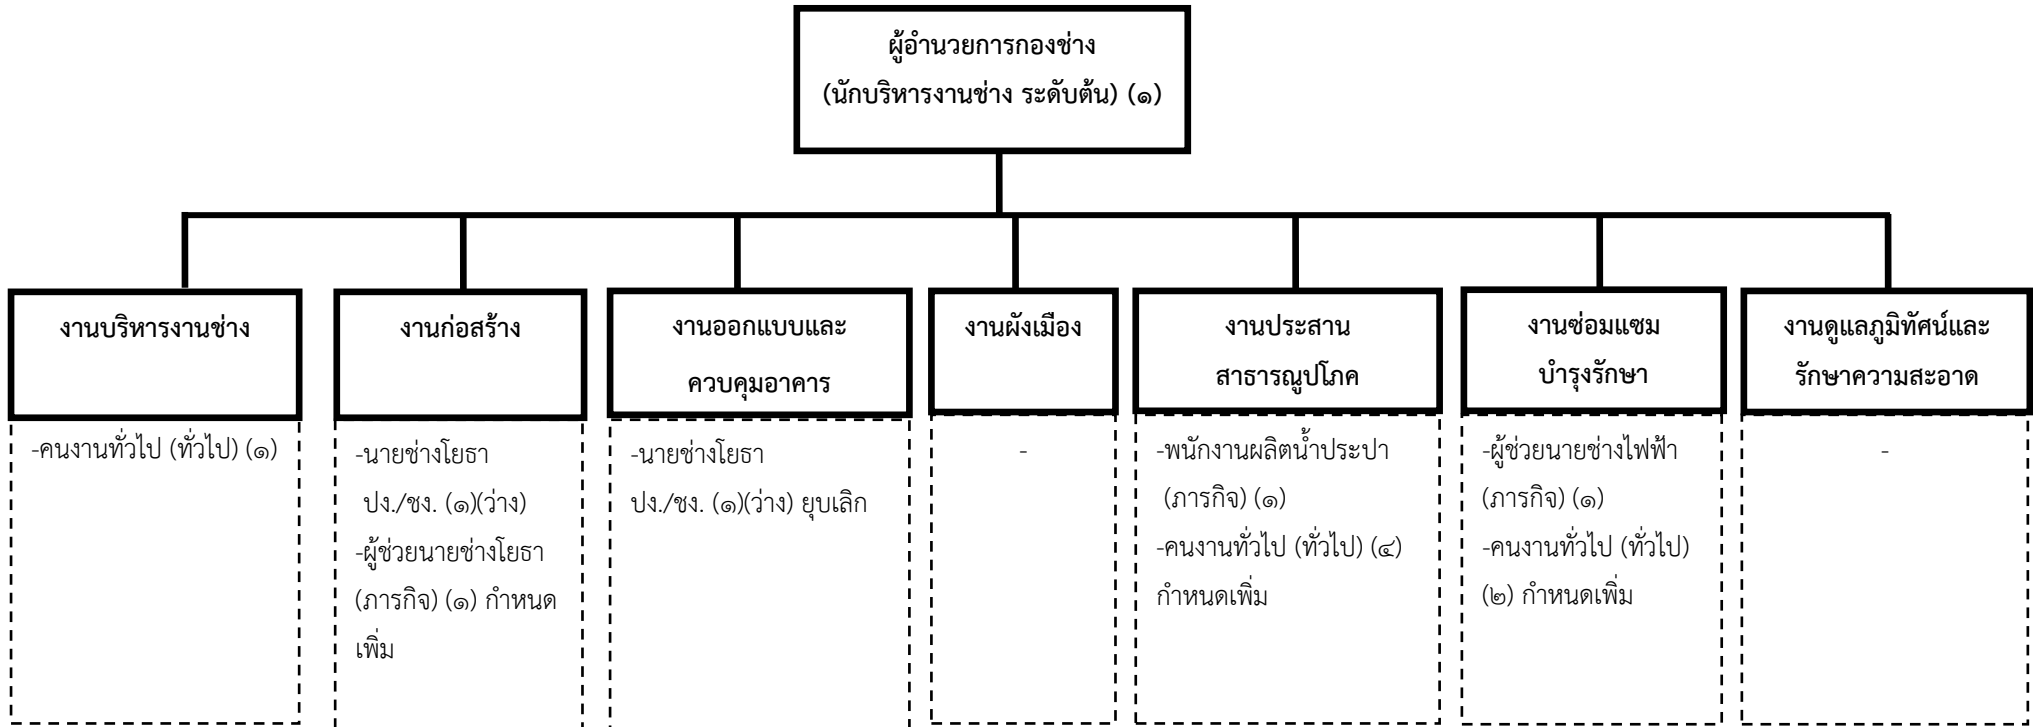 ผู้อำนวยการกองช่าง
(นักบริหารงานช่าง ระดับต้น) (๑)
งานบริหารงานช่าง
-คนงานทั่วไป (ทั่วไป) (๑)
งานก่อสร้าง
-นายช่างโยธา
ปง./ชง. (๑)(ว่าง)
-ผู้ช่วยนายช่างโยธา
(ภารกิจ) (๑) กำหนด
เพิ่ม
งานออกแบบและ
ควบคุมอาคาร
-นายช่างโยธา
ปง./ชง. (๑)(ว่าง) ยุบเลิก
งานผังเมือง
-
งานประสาน
สาธารณูปโภค
-พนักงานผลิตน้ำประปา
(ภารกิจ) (๑)
-คนงานทั่วไป (ทั่วไป) (๔)
กำหนดเพิ่ม
งานซ่อมแซม
บำรุงรักษา
-ผู้ช่วยนายช่างไฟฟ้า
(ภารกิจ) (๑)
-คนงานทั่วไป (ทั่วไป)
(๒) กำหนดเพิ่ม
งานดูแลภูมิทัศน์และ
รักษาความสะอาด
-